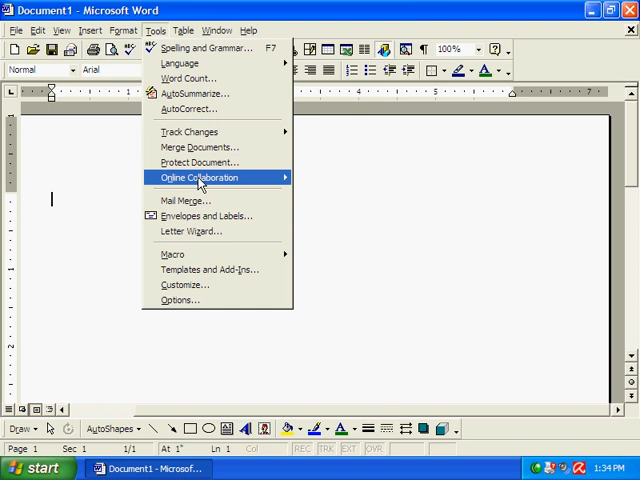 Document1 - Microsoft Word
File Edit View Insert Format Tools Table Window Help
100%
Normal Arial
Spelling and Grammar... F7
Language
Word Count...
AutoSummarize...
AutoCorrect...
Track Changes
Merge Documents...
Protect Document...
Online Collaboration
Mail Merge...
Envelopes and Labels...
Letter Wizard...
Macro
Templates and Add-Ins...
Customize...
Options...
Draw AutoShapes
Page 1 Sec 1 1/1 At 1" Ln 1 Col REC TRK EXT OVR
start Document1 - Microsof... 1:34 PM